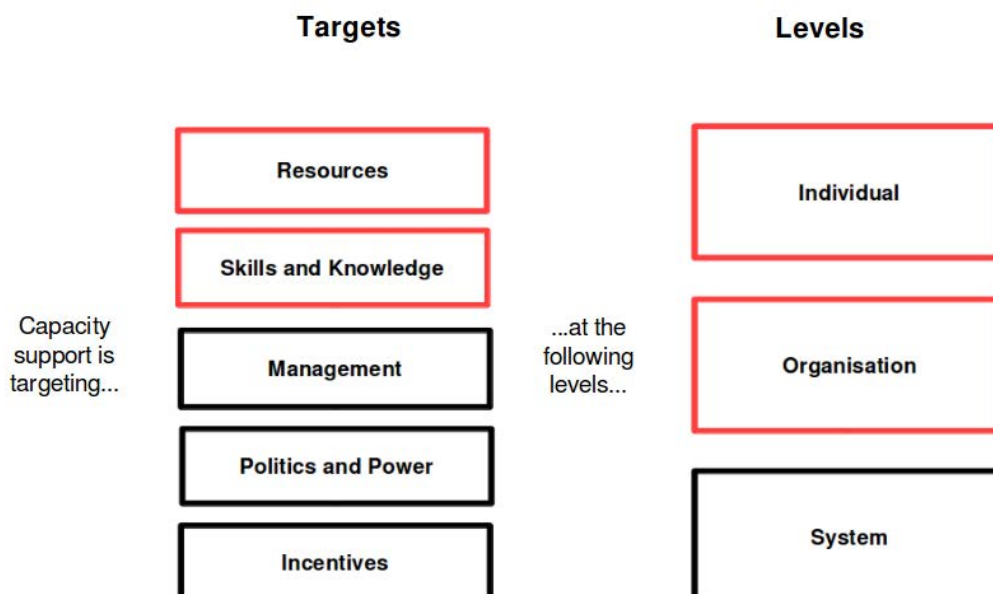 Targets
Levels
Resources
Skills and Knowledge
Management
Politics and Power
Incentives
Capacity
support is
targeting...
...at the
following
levels...
Individual
Organisation
System